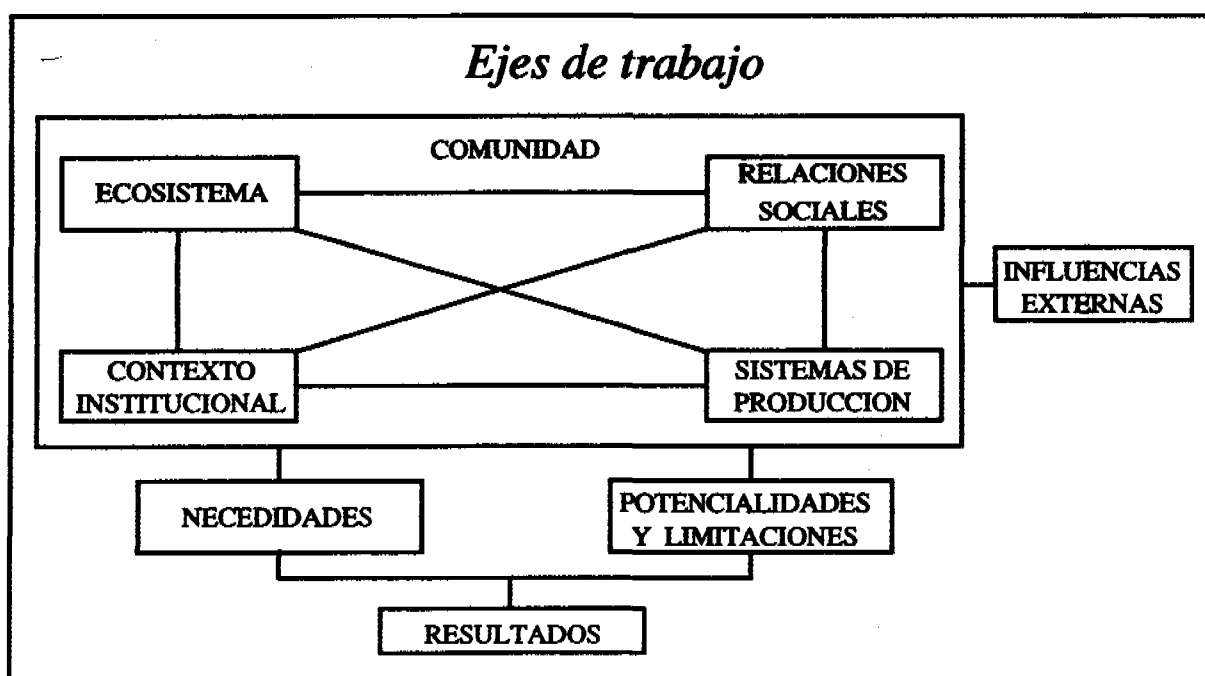 Ejes de trabajo
COMUNIDAD
ECOSISTEMA
RELACIONES
SOCIALES
INFLUENCIAS
EXTERNAS
CONTEXTO
INSTITUCIONAL
SISTEMAS DE
PRODUCCION
NECEDIDADES
POTENCIALIDADES
Y LIMITACIONES
RESULTADOS